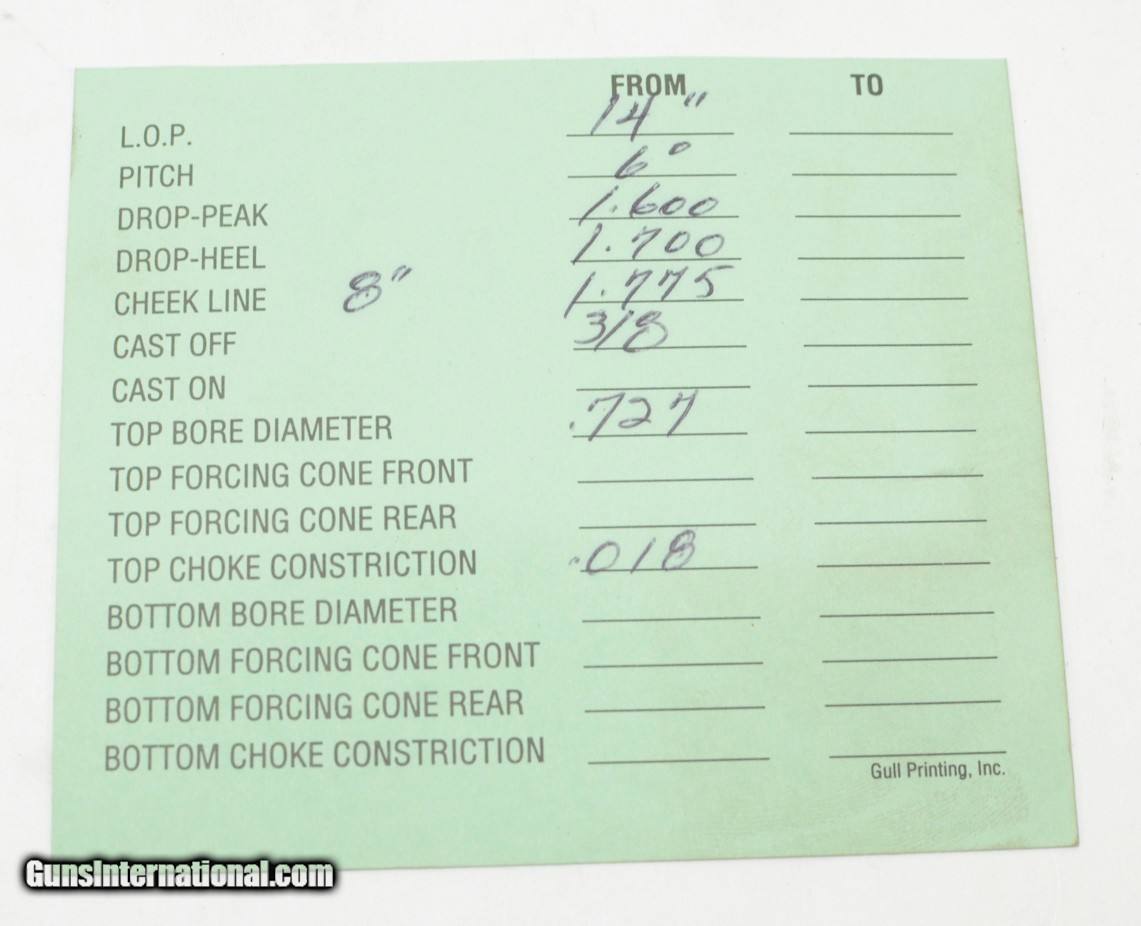 FROM TO
L.O.P. 14"
PITCH 6°
DROP-PEAK 1.600
DROP-HEEL 1.700
CHEEK LINE 8" 1.775
CAST OFF 3/8
CAST ON
TOP BORE DIAMETER .727
TOP FORCING CONE FRONT
TOP FORCING CONE REAR
TOP CHOKE CONSTRICTION .018
BOTTOM BORE DIAMETER
BOTTOM FORCING CONE FRONT
BOTTOM FORCING CONE REAR
BOTTOM CHOKE CONSTRICTION
Gull Printing, Inc.
GunsInternational.com